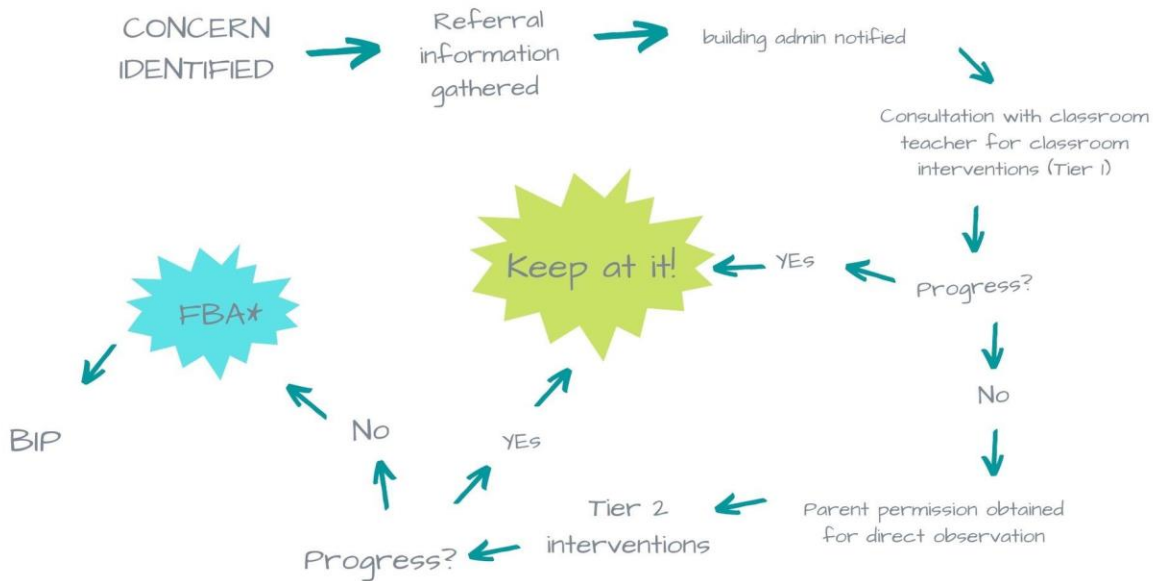 CONCERN
IDENTIFIED
Referral
information
gathered
building admin notified
Consultation with classroom
teacher for classroom
interventions (Tier 1)
Progress?
YES
Keep at it!
No
Parent permission obtained
for direct observation
Tier 2
interventions
Progress?
YES
No
FBA*
BIP